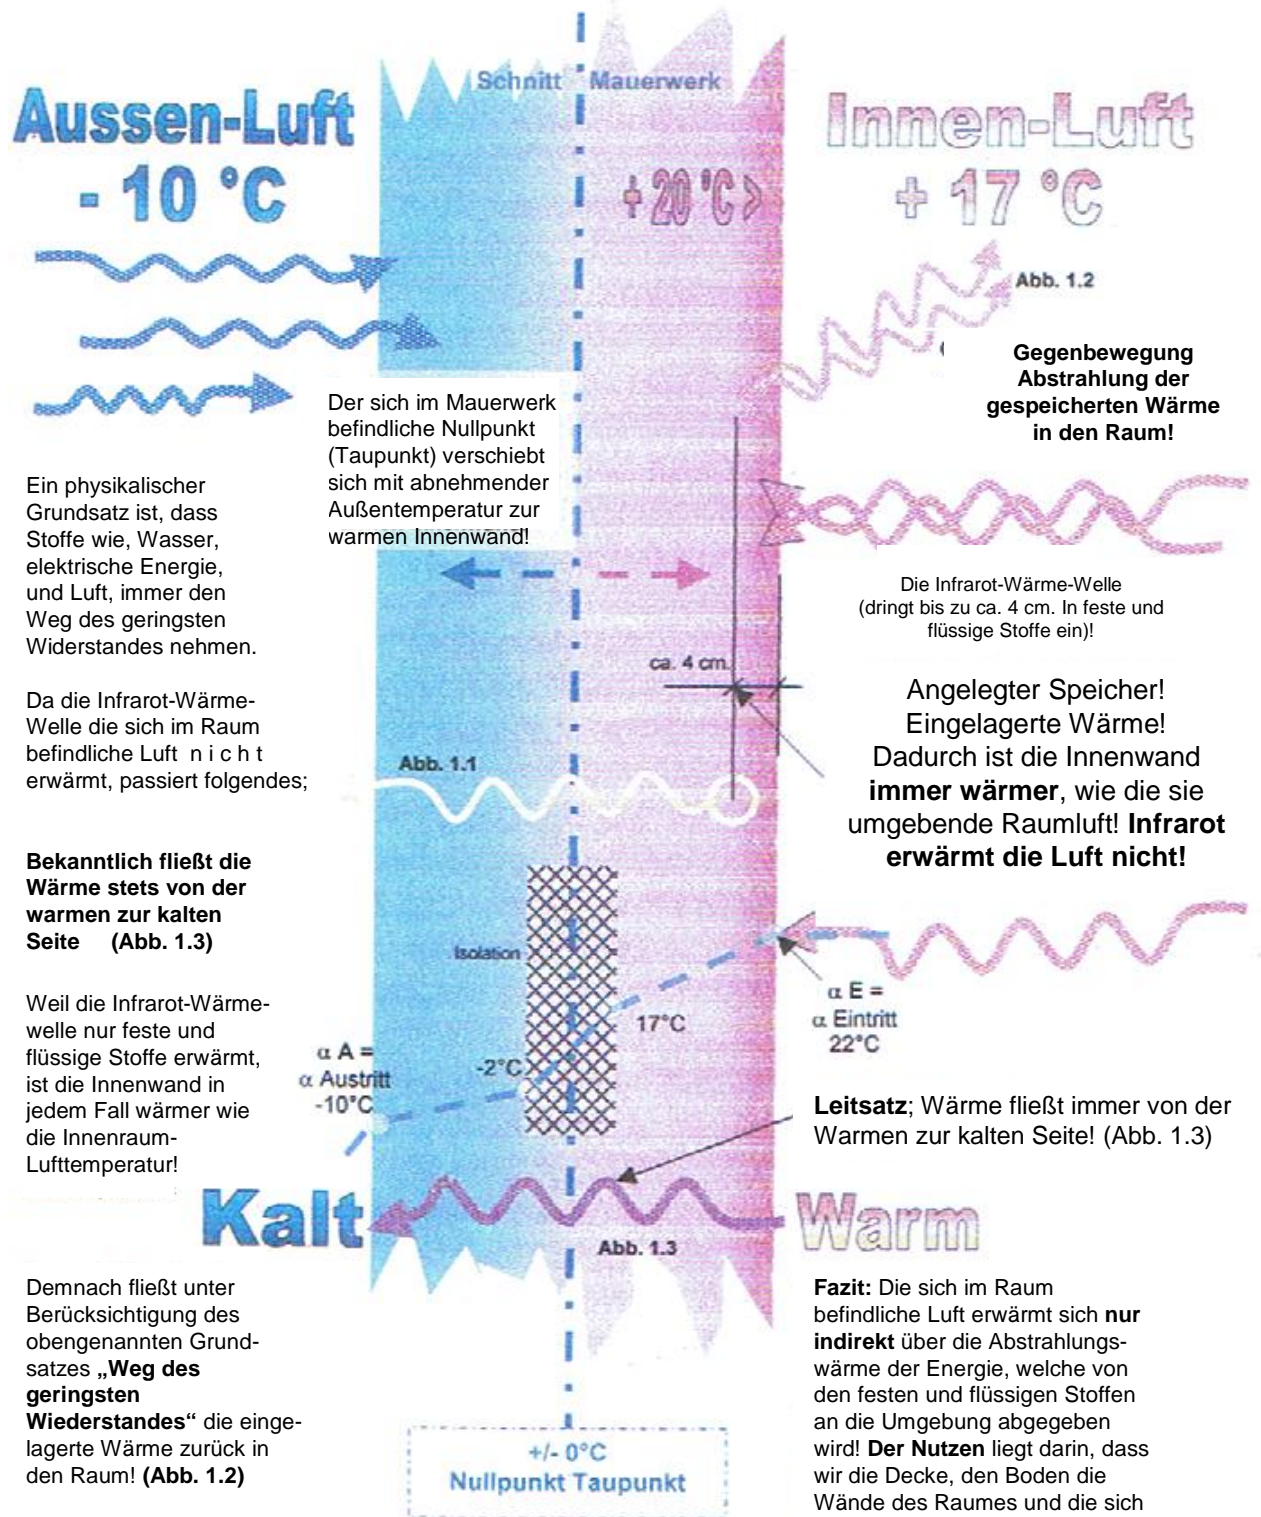 Schnitt Mauerwerk
Aussen-Luft
- 10 °C
+ 20 °C >
Innen-Luft
+ 17 °C
Abb. 1.2
Gegenbewegung
Abstrahlung der
gespeicherten Wärme
in den Raum!
Der sich im Mauerwerk
befindliche Nullpunkt
(Taupunkt) verschiebt
sich mit abnehmender
Außentemperatur zur
warmen Innenwand!
Ein physikalischer
Grundsatz ist, dass
Stoffe wie, Wasser,
elektrische Energie,
und Luft, immer den
Weg des geringsten
Widerstandes nehmen.
Die Infrarot-Wärme-Welle
(dringt bis zu ca. 4 cm. In feste und
flüssige Stoffe ein)!
ca. 4 cm.
Angelegter Speicher!
Eingelagerte Wärme!
Dadurch ist die Innenwand
immer wärmer, wie die sie
umgebende Raumluft! Infrarot
erwärmt die Luft nicht!
Da die Infrarot-Wärme-
Welle die sich im Raum
befindliche Luft n i c h t
erwärmt, passiert folgendes;
Abb. 1.1
Bekanntlich fließt die
Wärme stets von der
warmen zur kalten
Seite (Abb. 1.3)
Isolation
α E =
α Eintritt
22°C
17°C
-2°C
α A =
α Austritt
-10°C
Weil die Infrarot-Wärme-
welle nur feste und
flüssige Stoffe erwärmt,
ist die Innenwand in
jedem Fall wärmer wie
die Innenraum-
Lufttemperatur!
Leitsatz; Wärme fließt immer von der
Warmen zur kalten Seite! (Abb. 1.3)
Kalt
Warm
Abb. 1.3
Demnach fließt unter
Berücksichtigung des
obengenannten Grund-
satzes „Weg des
geringsten
Wiederstandes“ die einge-
lagerte Wärme zurück in
den Raum! (Abb. 1.2)
Fazit: Die sich im Raum
befindliche Luft erwärmt sich nur
indirekt über die Abstrahlungs-
wärme der Energie, welche von
den festen und flüssigen Stoffen
an die Umgebung abgegeben
wird! Der Nutzen liegt darin, dass
wir die Decke, den Boden die
Wände des Raumes und die sich
+/- 0°C
Nullpunkt Taupunkt